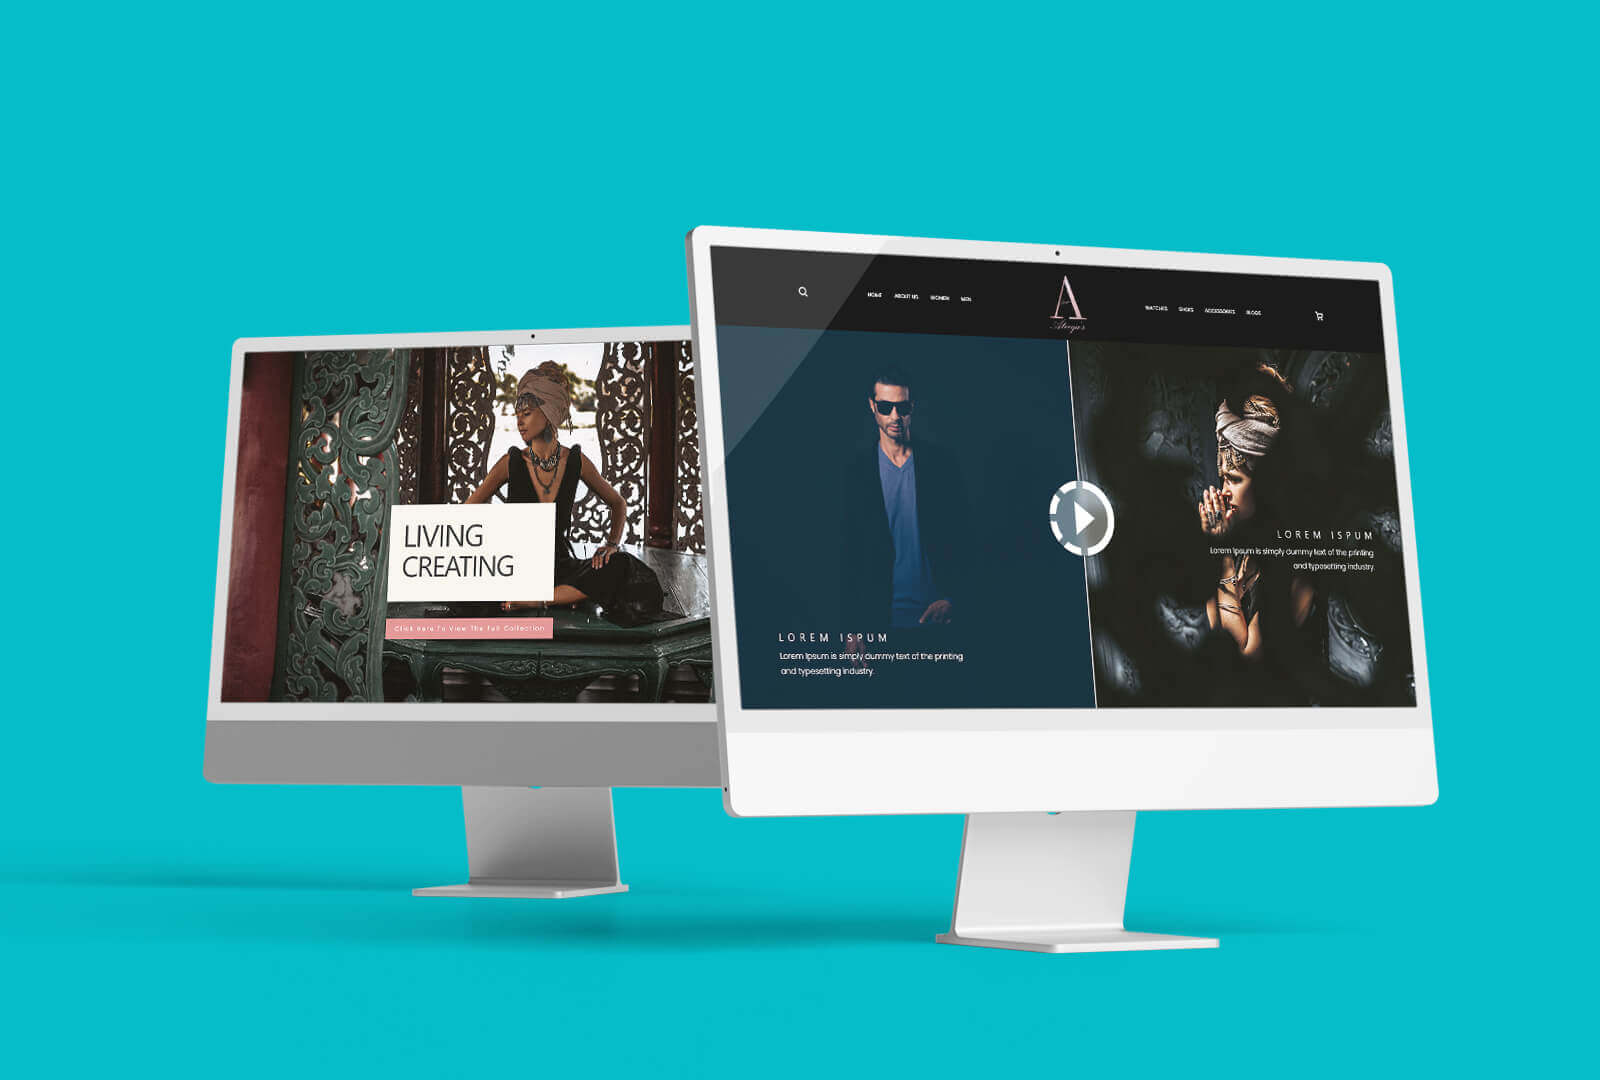 LIVING
CREATING
Click Here To View The Full Collection
HOME ABOUT US WOMEN MEN
A
WATCHES SHOES ACCESSORIES BLOGS
LOREM ISPUM
Lorem Ipsum is simply dummy text of the printing
and typesetting industry.
LOREM ISPUM
Lorem Ipsum is simply dummy text of the printing
and typesetting industry.